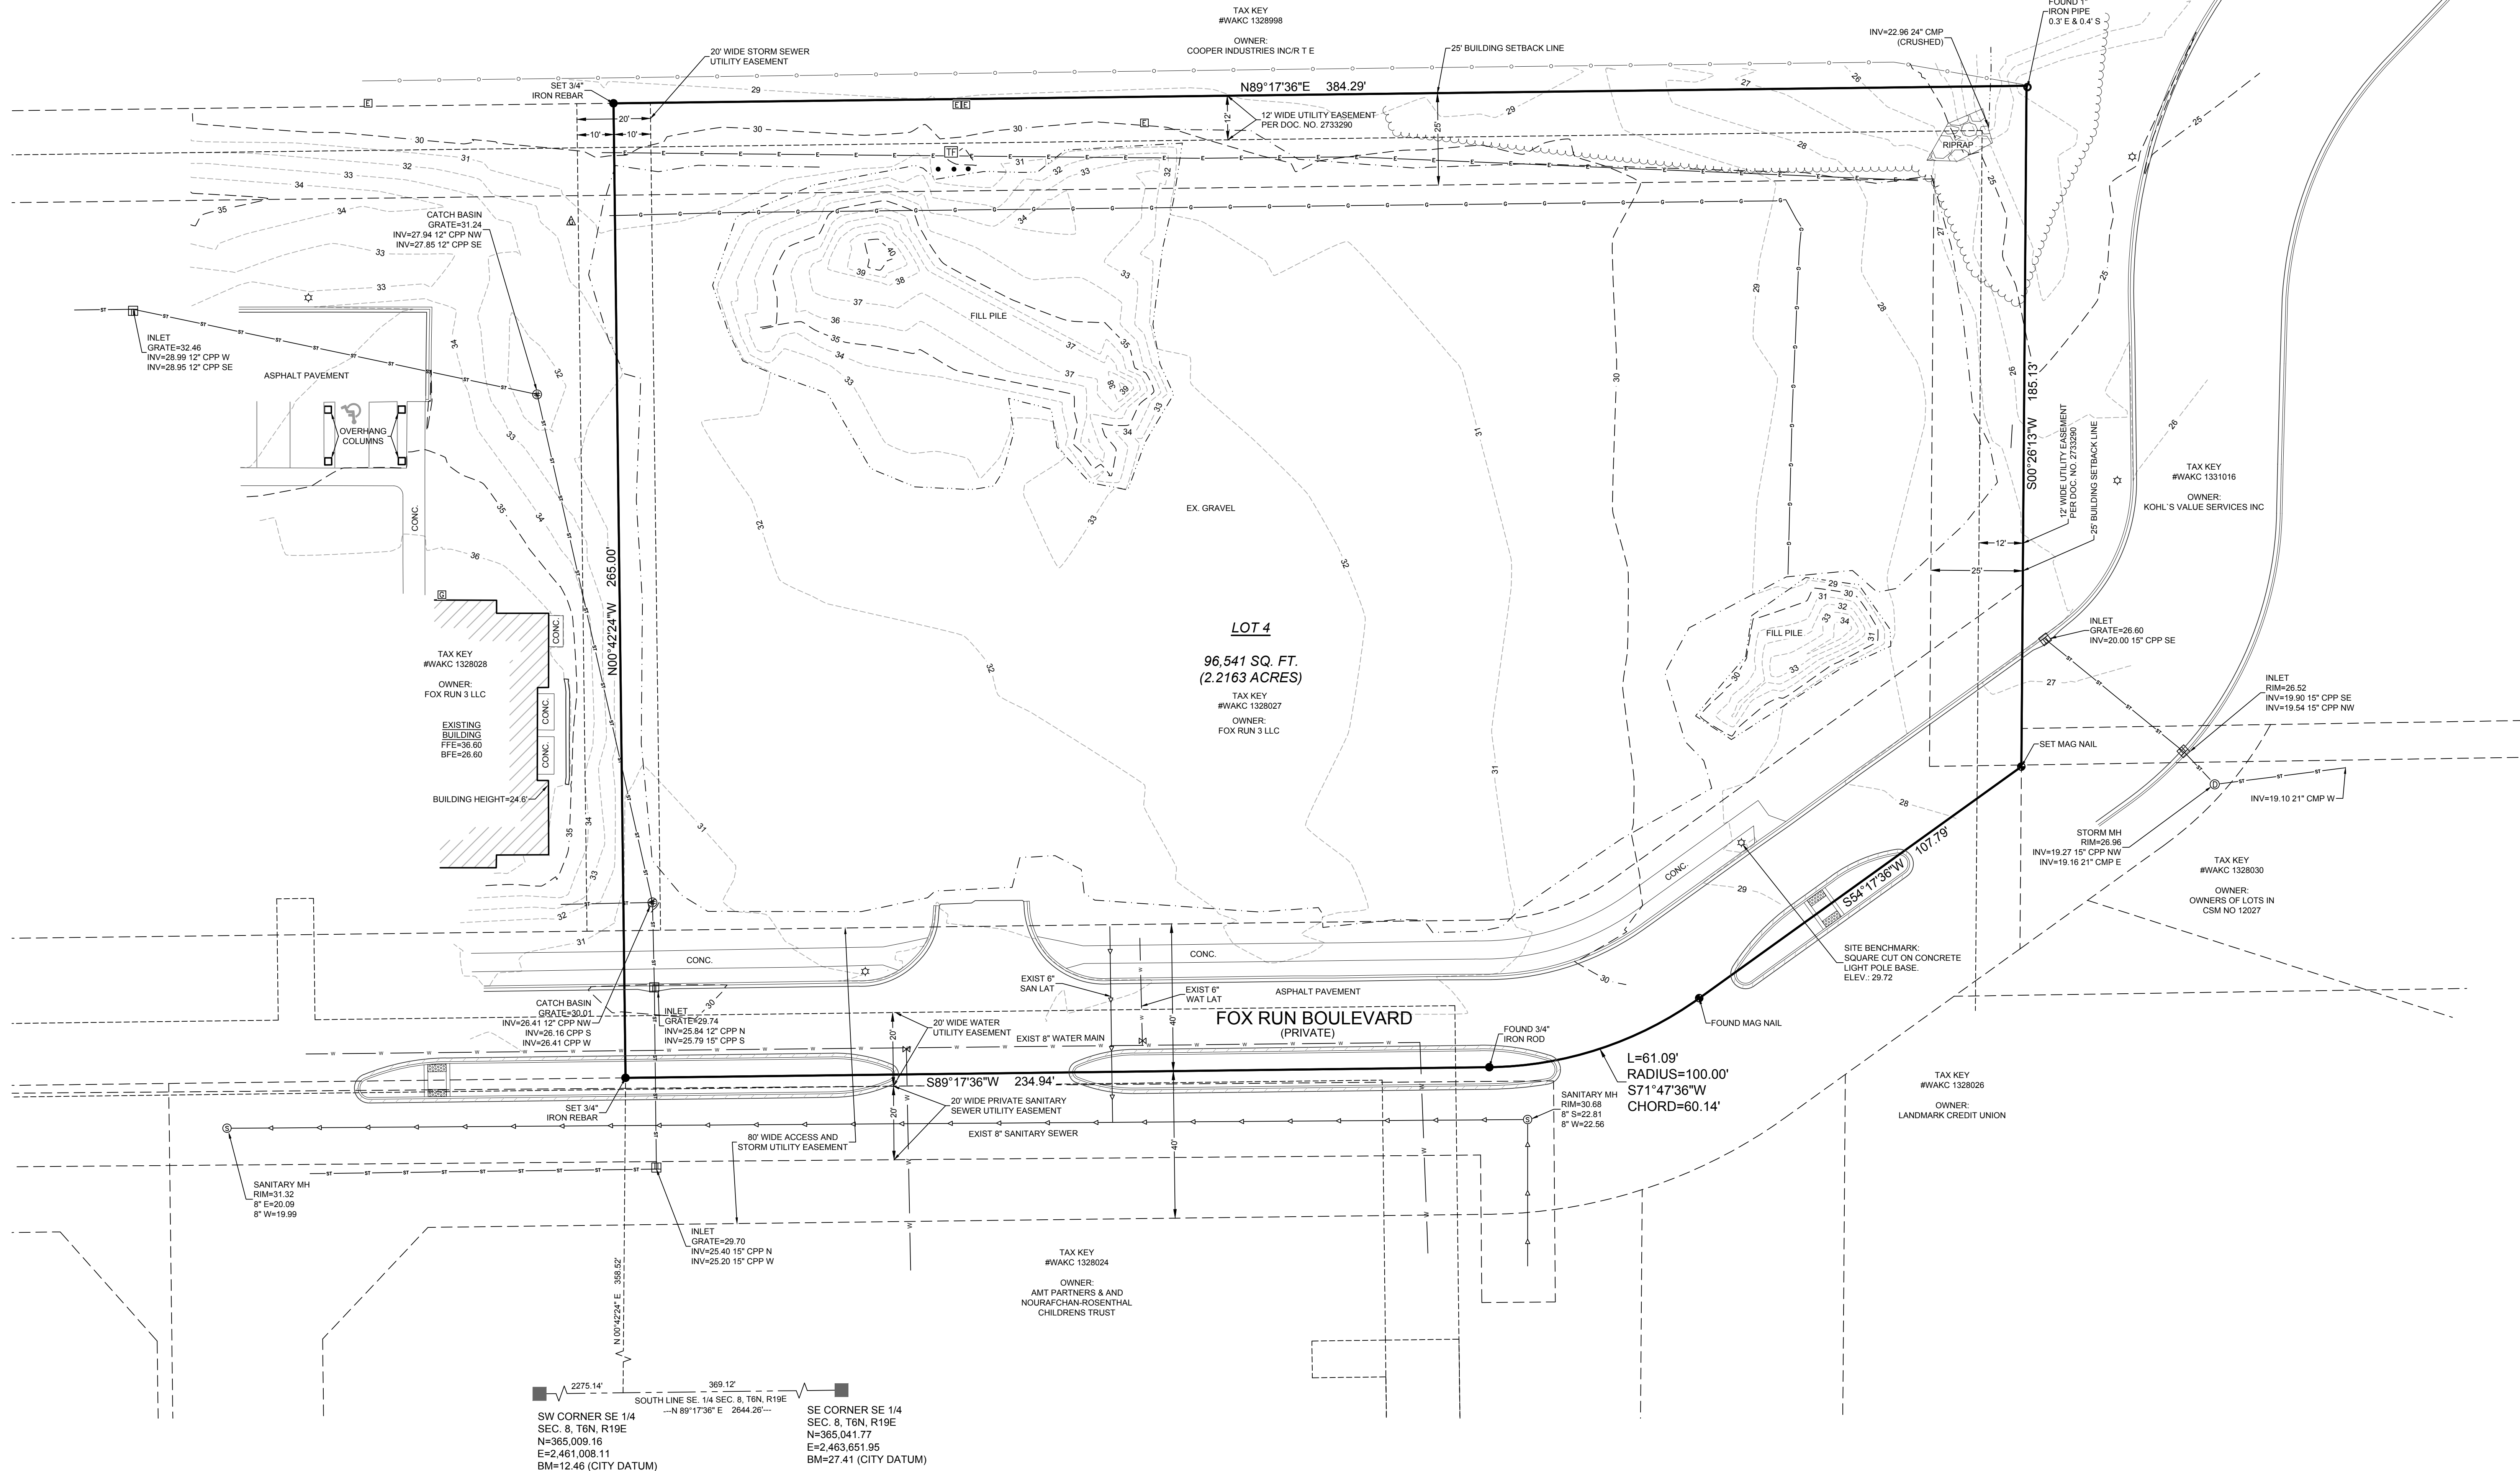 TAX KEY
#WAKC 1328998
OWNER:
COOPER INDUSTRIES INC/R T E
FOUND 1"
IRON PIPE
0.3' E & 0.4' S
INV=22.96 24" CMP
(CRUSHED)
20' WIDE STORM SEWER
UTILITY EASEMENT
25' BUILDING SETBACK LINE
SET 3/4"
IRON REBAR
N89°17'36"E 384.29'
12' WIDE UTILITY EASEMENT
PER DOC. NO. 2733290
20'
10'
10'
12'
25'
RIPRAP
CATCH BASIN
GRATE=31.24
INV=27.94 12" CPP NW
INV=27.85 12" CPP SE
INLET
GRATE=32.46
INV=28.99 12" CPP W
INV=28.95 12" CPP SE
ASPHALT PAVEMENT
OVERHANG
COLUMNS
CONC.
FILL PILE
EX. GRAVEL
N00°42'24"W 265.00'
S00°26'13"W 185.13'
12' WIDE UTILITY EASEMENT
PER DOC. NO. 2733290
25' BUILDING SETBACK LINE
12'
25'
TAX KEY
#WAKC 1331016
OWNER:
KOHL`S VALUE SERVICES INC
TAX KEY
#WAKC 1328028
OWNER:
FOX RUN 3 LLC
EXISTING
BUILDING
FFE=36.60
BFE=26.60
CONC.
CONC.
CONC.
BUILDING HEIGHT=24.6'
LOT 4
96,541 SQ. FT.
(2.2163 ACRES)
TAX KEY
#WAKC 1328027
OWNER:
FOX RUN 3 LLC
FILL PILE
INLET
GRATE=26.60
INV=20.00 15" CPP SE
INLET
RIM=26.52
INV=19.90 15" CPP SE
INV=19.54 15" CPP NW
SET MAG NAIL
INV=19.10 21" CMP W
STORM MH
RIM=26.96
INV=19.27 15" CPP NW
INV=19.16 21" CMP E
TAX KEY
#WAKC 1328030
OWNER:
OWNERS OF LOTS IN
CSM NO 12027
S54°17'36"W 107.79'
CONC.
SITE BENCHMARK:
SQUARE CUT ON CONCRETE
LIGHT POLE BASE.
ELEV.: 29.72
CONC.
CONC.
EXIST 6"
SAN LAT
EXIST 6"
WAT LAT
ASPHALT PAVEMENT
CATCH BASIN
GRATE=30.01
INV=26.41 12" CPP NW
INV=26.16 CPP S
INV=26.41 CPP W
INLET
GRATE=29.74
INV=25.84 12" CPP N
INV=25.79 15" CPP S
20' WIDE WATER
UTILITY EASEMENT
EXIST 8" WATER MAIN
FOX RUN BOULEVARD
(PRIVATE)
FOUND 3/4"
IRON ROD
FOUND MAG NAIL
L=61.09'
RADIUS=100.00'
S71°47'36"W
CHORD=60.14'
S89°17'36"W 234.94'
20'
20'
40'
40'
SET 3/4"
IRON REBAR
20' WIDE PRIVATE SANITARY
SEWER UTILITY EASEMENT
80' WIDE ACCESS AND
STORM UTILITY EASEMENT
EXIST 8" SANITARY SEWER
SANITARY MH
RIM=30.68
8" S=22.81
8" W=22.56
TAX KEY
#WAKC 1328026
OWNER:
LANDMARK CREDIT UNION
SANITARY MH
RIM=31.32
8" E=20.09
8" W=19.99
INLET
GRATE=29.70
INV=25.40 15" CPP N
INV=25.20 15" CPP W
TAX KEY
#WAKC 1328024
OWNER:
AMT PARTNERS & AND
NOURAFCHAN-ROSENTHAL
CHILDRENS TRUST
N 00°42'24" E 358.52'
2275.14'
369.12'
SOUTH LINE SE. 1/4 SEC. 8, T6N, R19E
---N 89°17'36" E 2644.26'---
SW CORNER SE 1/4
SEC. 8, T6N, R19E
N=365,009.16
E=2,461,008.11
BM=12.46 (CITY DATUM)
SE CORNER SE 1/4
SEC. 8, T6N, R19E
N=365,041.77
E=2,463,651.95
BM=27.41 (CITY DATUM)